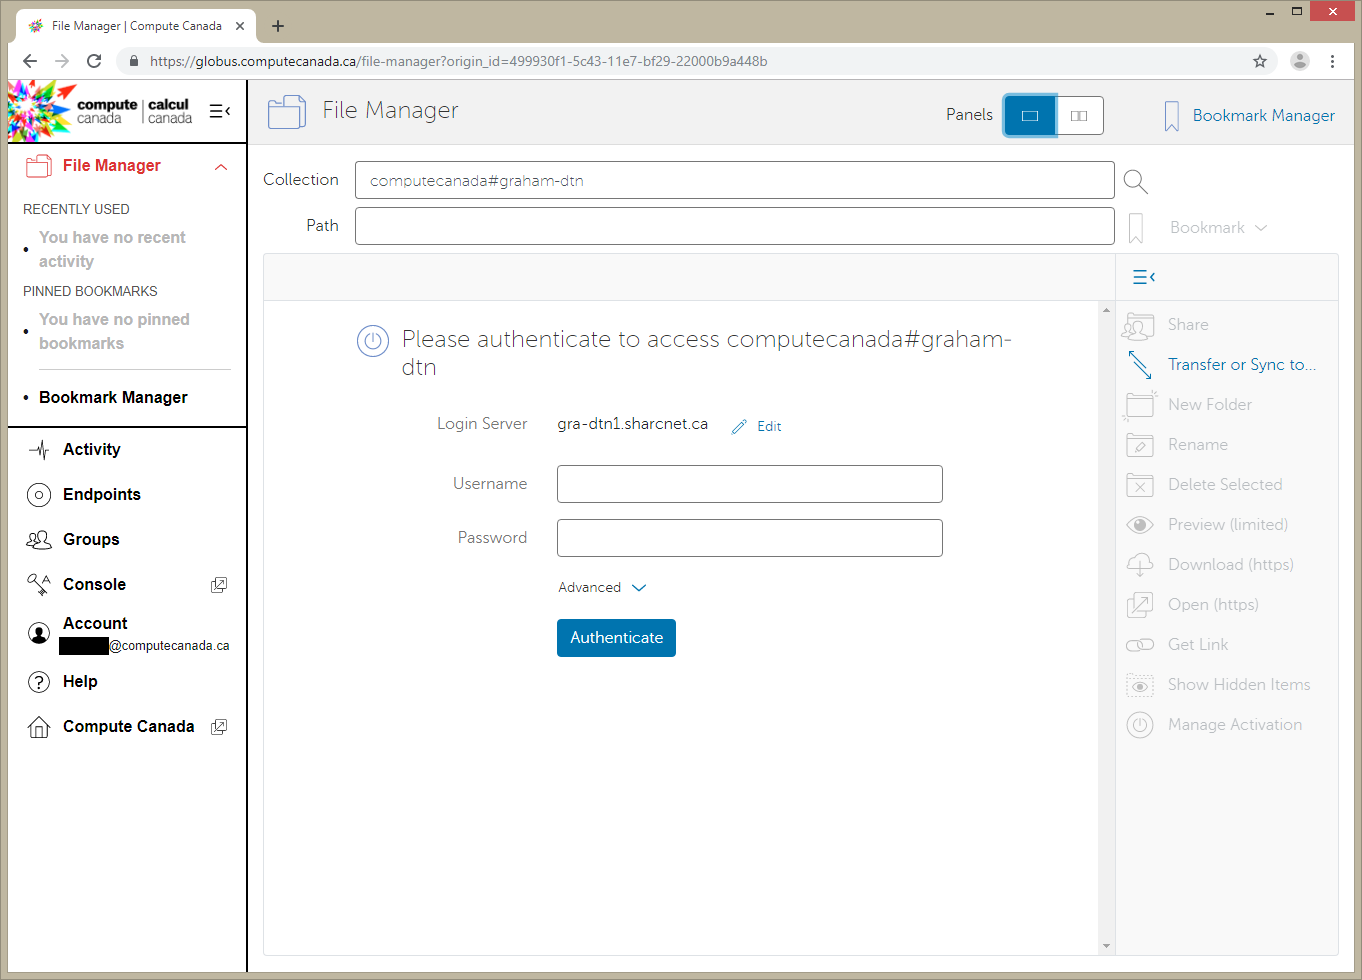 File Manager | Compute Canada
https://globus.computecanada.ca/file-manager?origin_id=499930f1-5c43-11e7-bf29-22000b9a448b
compute | calcul
canada | canada
File Manager
Panels
Bookmark Manager
File Manager
RECENTLY USED
• You have no recent
activity
PINNED BOOKMARKS
• You have no pinned
bookmarks
• Bookmark Manager
Activity
Endpoints
Groups
Console
Account
@computecanada.ca
Help
Compute Canada
Collection
computecanada#graham-dtn
Path
Bookmark
Please authenticate to access computecanada#graham-
dtn
Login Server
gra-dtn1.sharcnet.ca
Edit
Username
Password
Advanced
Authenticate
Share
Transfer or Sync to...
New Folder
Rename
Delete Selected
Preview (limited)
Download (https)
Open (https)
Get Link
Show Hidden Items
Manage Activation